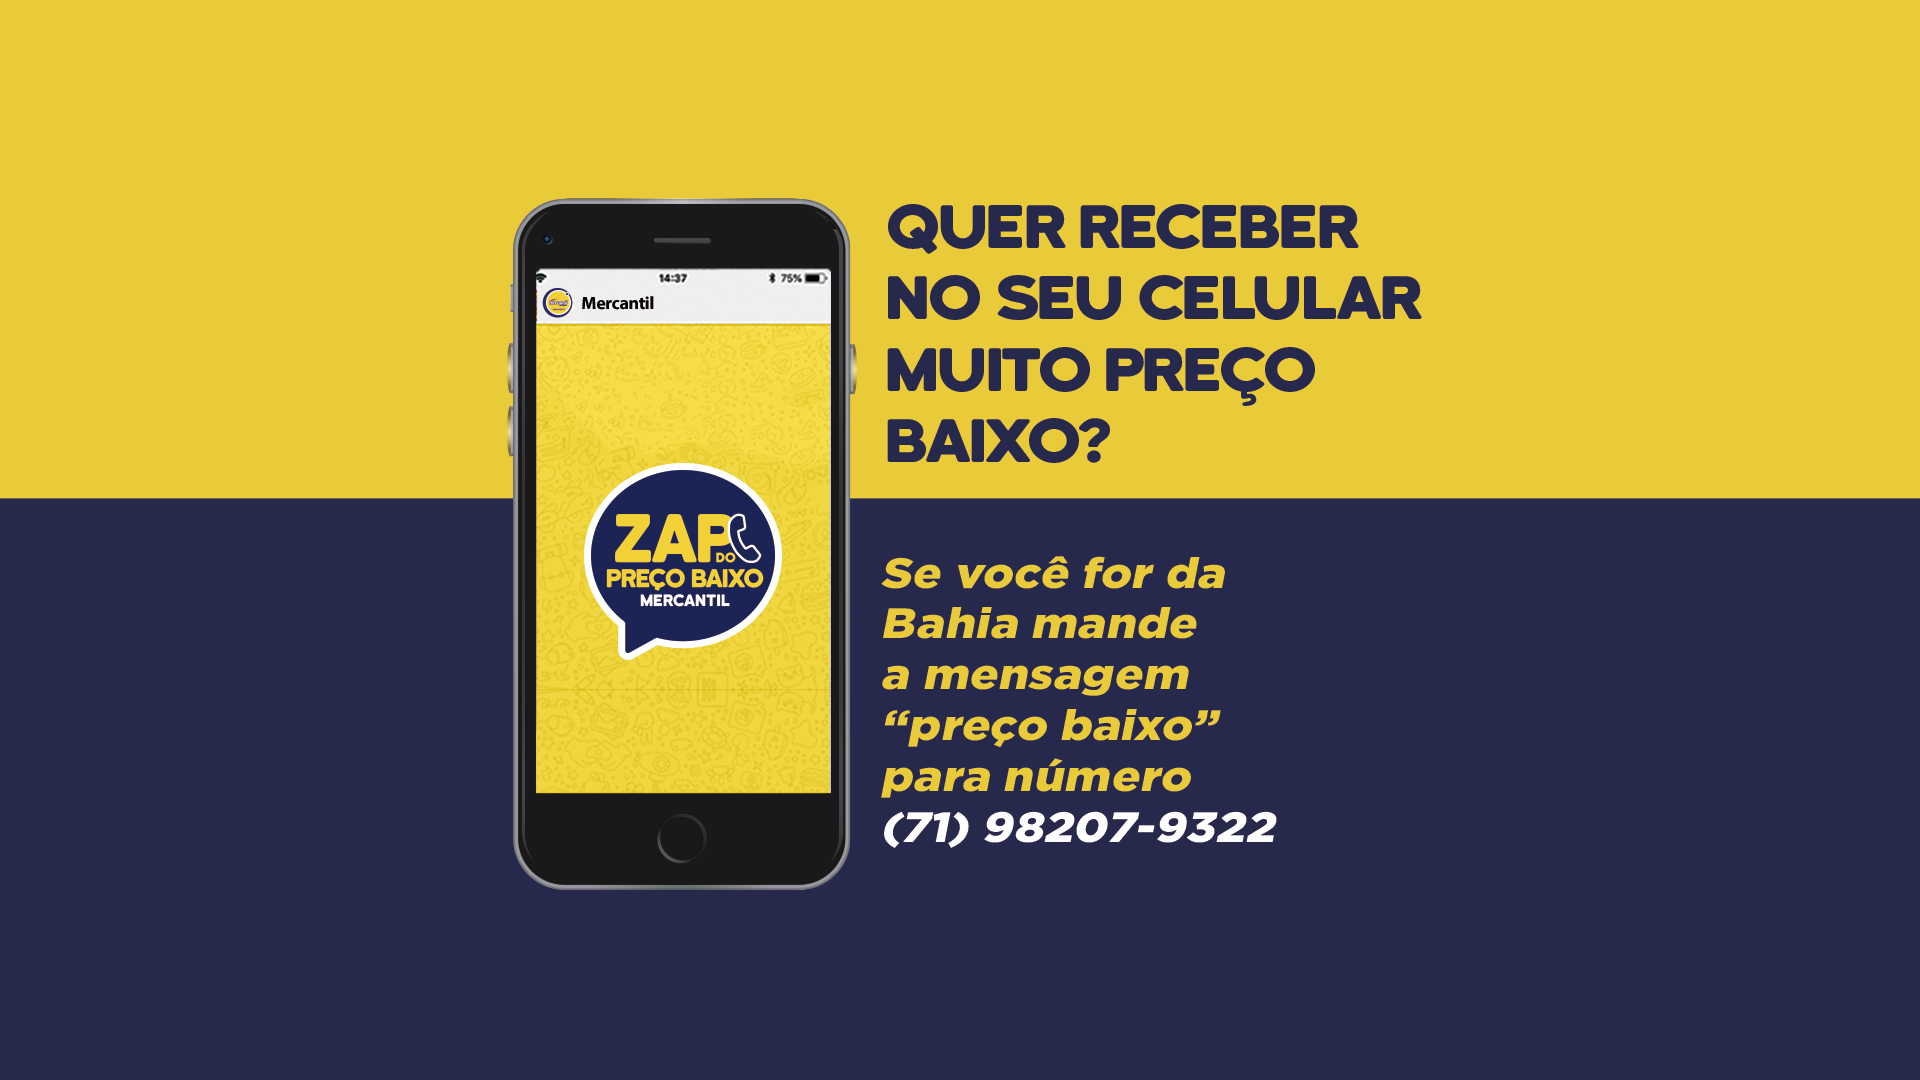 14:37
75%
Mercantil
ZAP
DO
PREÇO BAIXO
MERCANTIL
QUER RECEBER
NO SEU CELULAR
MUITO PREÇO
BAIXO?
Se você for da
Bahia mande
a mensagem
“preço baixo”
para número
(71) 98207-9322